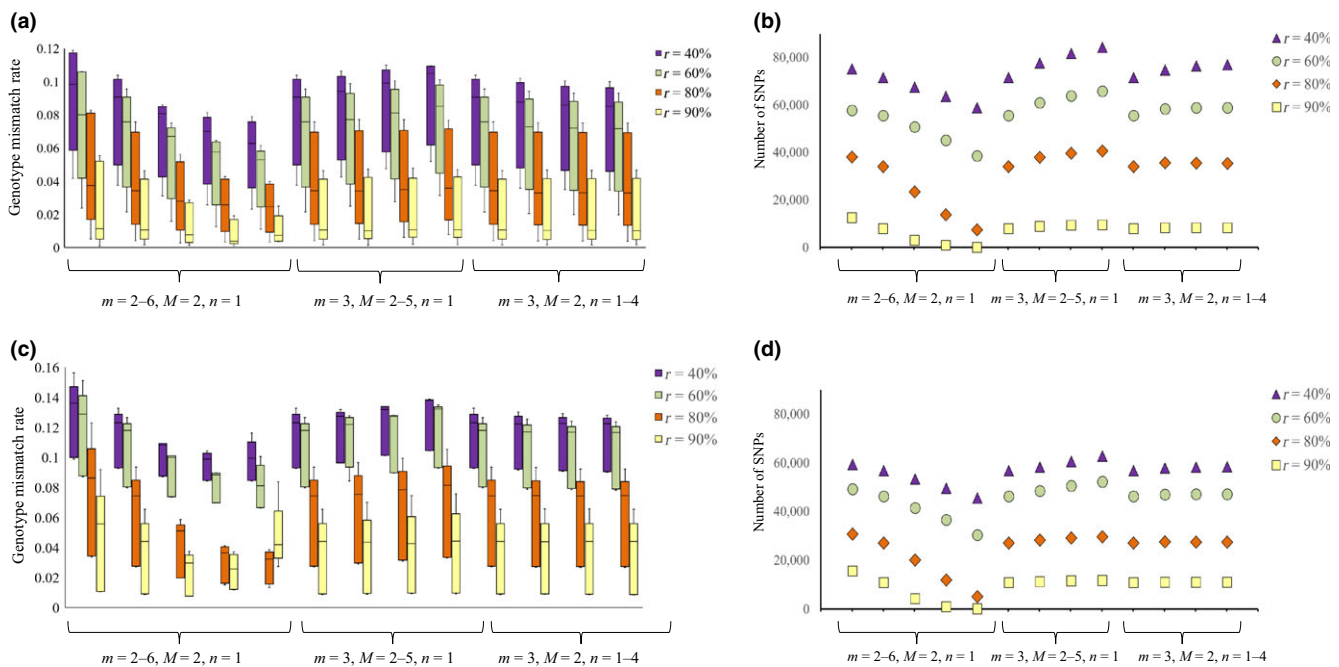 (a)
Genotype mismatch rate
0.12
0.1
0.08
0.06
0.04
0.02
0
r = 40%
r = 60%
r = 80%
r = 90%
m = 2–6, M = 2, n = 1
m = 3, M = 2–5, n = 1
m = 3, M = 2, n = 1–4
(b)
Number of SNPs
80,000
60,000
40,000
20,000
0
r = 40%
r = 60%
r = 80%
r = 90%
m = 2–6, M = 2, n = 1
m = 3, M = 2–5, n = 1
m = 3, M = 2, n = 1–4
(c)
Genotype mismatch rate
0.16
0.14
0.12
0.1
0.08
0.06
0.04
0.02
0
r = 40%
r = 60%
r = 80%
r = 90%
m = 2–6, M = 2, n = 1
m = 3, M = 2–5, n = 1
m = 3, M = 2, n = 1–4
(d)
Number of SNPs
80,000
60,000
40,000
20,000
0
r = 40%
r = 60%
r = 80%
r = 90%
m = 2–6, M = 2, n = 1
m = 3, M = 2–5, n = 1
m = 3, M = 2, n = 1–4